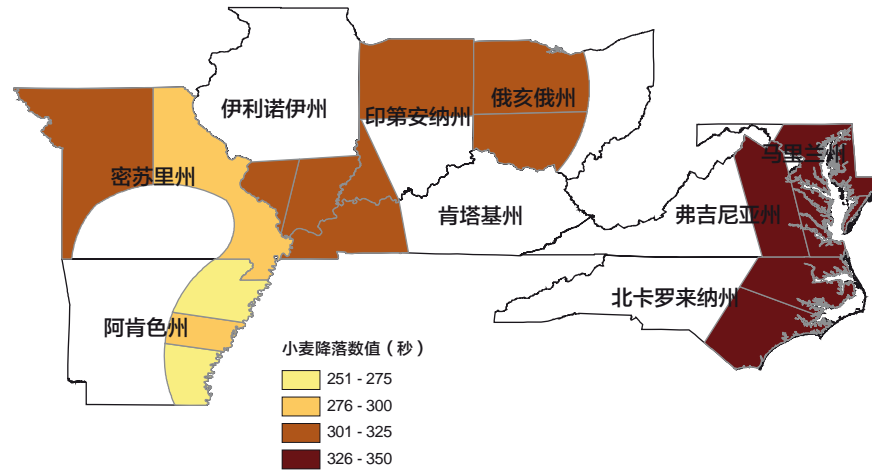 伊利诺伊州
印第安纳州
俄亥俄州
密苏里州
马里兰州
肯塔基州
弗吉尼亚州
阿肯色州
北卡罗来纳州
小麦降落数值（秒）
251 - 275
276 - 300
301 - 325
326 - 350